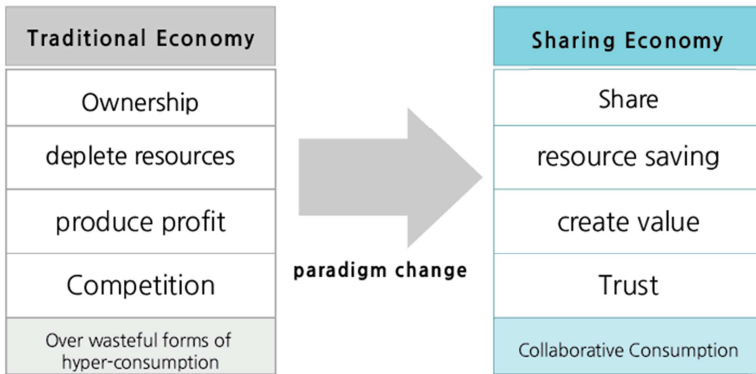 Traditional Economy
Ownership
deplete resources
produce profit
Competition
Over wasteful forms of
hyper-consumption
paradigm change
Sharing Economy
Share
resource saving
create value
Trust
Collaborative Consumption